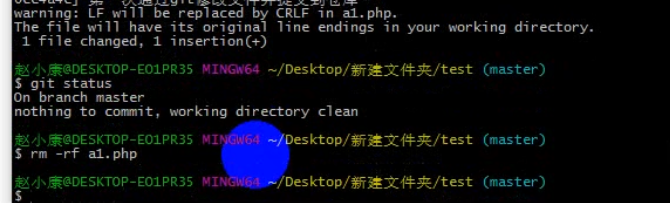 warning: LF will be replaced by CRLF in a1.php.
The file will have its original line endings in your working directory.
 1 file changed, 1 insertion(+)
赵小康@DESKTOP-EO1PR35 MINGW64 ~/Desktop/新建文件夹/test (master)
$ git status
On branch master
nothing to commit, working directory clean
赵小康@DESKTOP-EO1PR35 MINGW64 ~/Desktop/新建文件夹/test (master)
$ rm -rf a1.php
赵小康@DESKTOP-EO1PR35 MINGW64 ~/Desktop/新建文件夹/test (master)
$